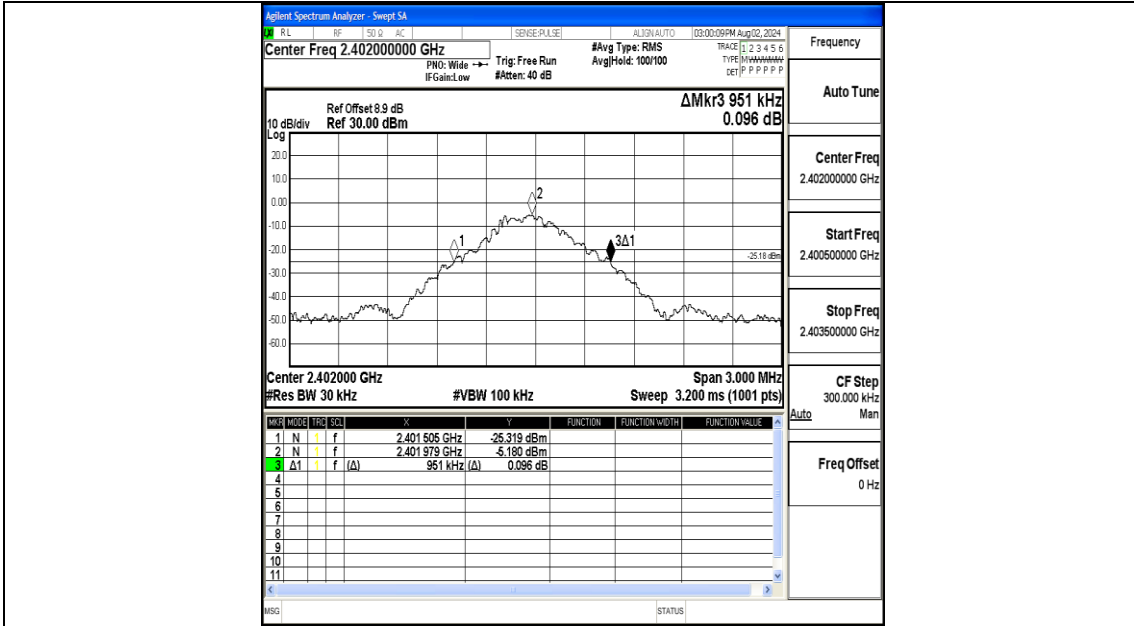 Agilent Spectrum Analyzer - Swept SA
RL RF 50 Ω AC SENSE:PULSE ALIGNAUTO 03:00:09PM Aug02, 2024
Center Freq 2.402000000 GHz
PNO: Wide
IFGain:Low
Trig: Free Run
#Atten: 40 dB
#Avg Type: RMS
Avg|Hold: 100/100
TRACE 1 2 3 4 5 6
TYPE MWWWWW
DET P P P P P P
ΔMkr3 951 kHz
0.096 dB
Ref Offset 8.9 dB
10 dB/div Ref 30.00 dBm
Log
20.0
10.0
0.00
-10.0
-20.0
-30.0
-40.0
-50.0
-60.0
1
2
3Δ1
-25.18 dBm
Center 2.402000 GHz Span 3.000 MHz
#Res BW 30 kHz #VBW 100 kHz Sweep 3.200 ms (1001 pts)
MKR MODE TRC SCL X Y FUNCTION FUNCTION WIDTH FUNCTION VALUE
1 N 1 f 2.401 505 GHz -25.319 dBm
2 N 1 f 2.401 979 GHz -5.180 dBm
3 Δ1 1 f (Δ) 951 kHz (Δ) 0.096 dB
4
5
6
7
8
9
10
11
MSG STATUS
Frequency
Auto Tune
Center Freq
2.402000000 GHz
Start Freq
2.400500000 GHz
Stop Freq
2.403500000 GHz
CF Step
300.000 kHz
Auto Man
Freq Offset
0 Hz